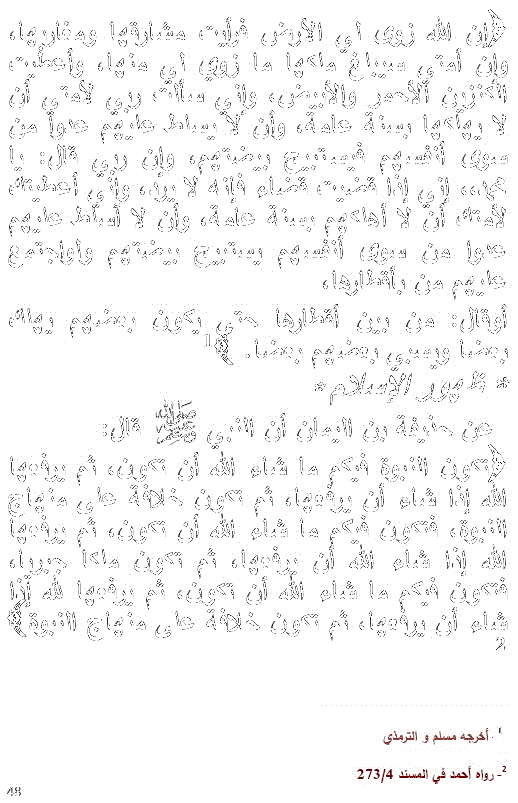 ﴿إن الله زوى لي الأرض فرأيت مشارقها ومغاربها،
وإن أمتي سيبلغ ملكها ما زوي لي منها، وأعطيت
الكنزين الأحمر والأبيض، وإني سألت ربي لأمتي أن
لا يهلكها بسنة عامة، وأن لا يسلط عليهم عدوا من
سوى أنفسهم فيستبيح بيضتهم، وإن ربي قال: يا
محمد، إني إذا قضيت قضاء فإنه لا يرد، وأني أعطيتك
لأمتك أن لا أهلكهم بسنة عامة، وأن لا أسلط عليهم
عدوا من سوى أنفسهم يستبيح بيضتهم ولواجتمع
عليهم من بأقطارها،
أوقال: من بين أقطارها حتى يكون بعضهم يهلك
بعضا ويسبي بعضهم بعضا. ﴾1
* ظهور الإسلام*
عن حذيفة بن اليمان أن النبي ﷺ قال:
﴿تكون النبوة فيكم ما شاء الله أن تكون، ثم يرفعها
الله إذا شاء أن يرفعها، ثم تكون خلافة على منهاج
النبوة، فتكون فيكم ما شاء الله أن تكون، ثم يرفعها
الله إذا شاء الله أن يرفعها، ثم تكون ملكا جبريا،
فتكون فيكم ما شاء الله أن تكون، ثم يرفعها لله إذا
شاء أن يرفعها، ثم تكون خلافة على منهاج النبوة﴾
2
1- أخرجه مسلم و الترمذي
2- رواه أحمد في المسند 273/4
48